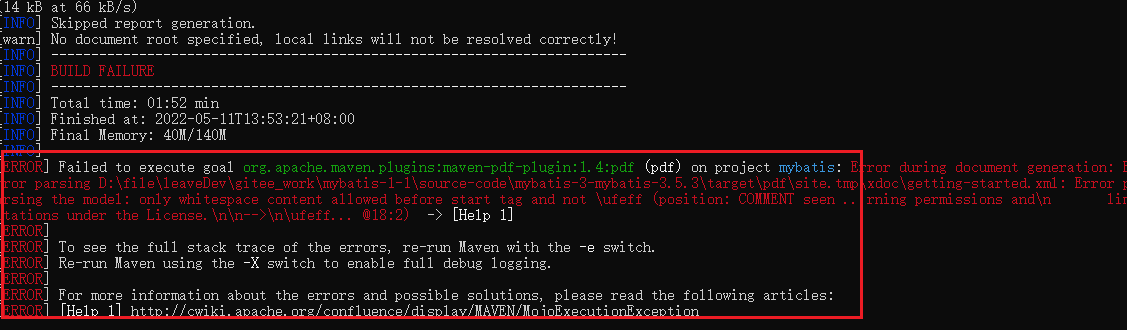 (14 kB at 66 kB/s)
[INFO] Skipped report generation.
[warn] No document root specified, local links will not be resolved correctly!
[INFO] ------------------------------------------------------------------------
[INFO] BUILD FAILURE
[INFO] ------------------------------------------------------------------------
[INFO] Total time: 01:52 min
[INFO] Finished at: 2022-05-11T13:53:21+08:00
[INFO] Final Memory: 40M/140M
[INFO]
[ERROR] Failed to execute goal org.apache.maven.plugins:maven-pdf-plugin:1.4:pdf (pdf) on project mybatis: Error during document generation: E
ror parsing D:\file\leaveDev\gitee_work\mybatis-1-1\source-code\mybatis-3-mybatis-3.5.3\target\pdf\site.tmp\xdoc\getting-started.xml: Error p
rsing the model: only whitespace content allowed before start tag and not \ufeff (position: COMMENT seen ...rning permissions and\n       lim
tations under the License.\n\n-->\n\ufeff... @18:2)  -> [Help 1]
[ERROR]
[ERROR] To see the full stack trace of the errors, re-run Maven with the -e switch.
[ERROR] Re-run Maven using the -X switch to enable full debug logging.
[ERROR]
[ERROR] For more information about the errors and possible solutions, please read the following articles:
[ERROR] [Help 1] http://cwiki.apache.org/confluence/display/MAVEN/MojoExecutionException